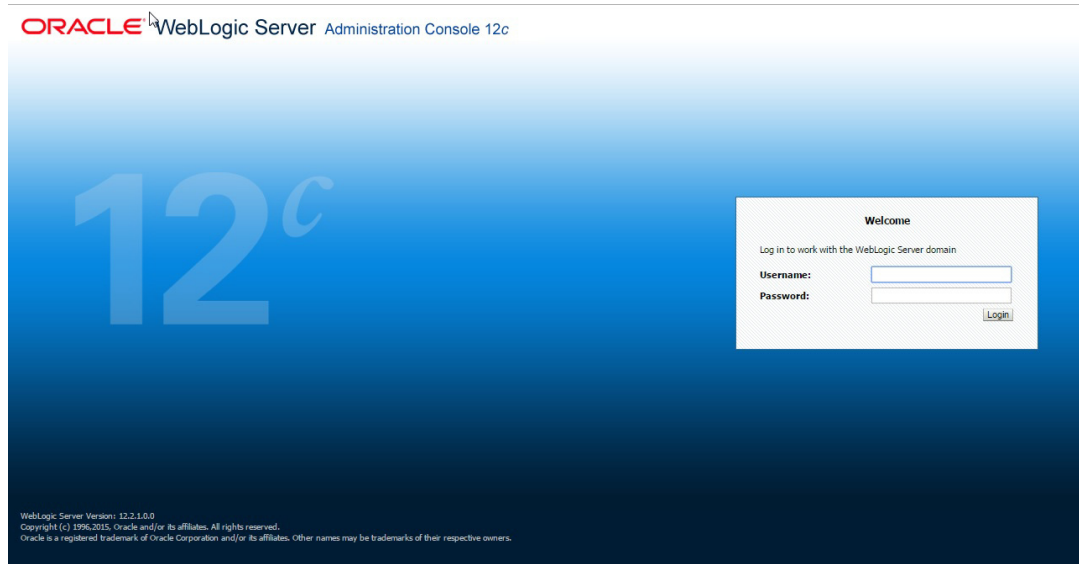 ORACLE WebLogic Server Administration Console 12c
12c
Welcome
Log in to work with the WebLogic Server domain
Username:
Password:
Login
WebLogic Server Version: 12.2.1.0.0
Copyright (c) 1996,2015, Oracle and/or its affiliates. All rights reserved.
Oracle is a registered trademark of Oracle Corporation and/or its affiliates. Other names may be trademarks of their respective owners.